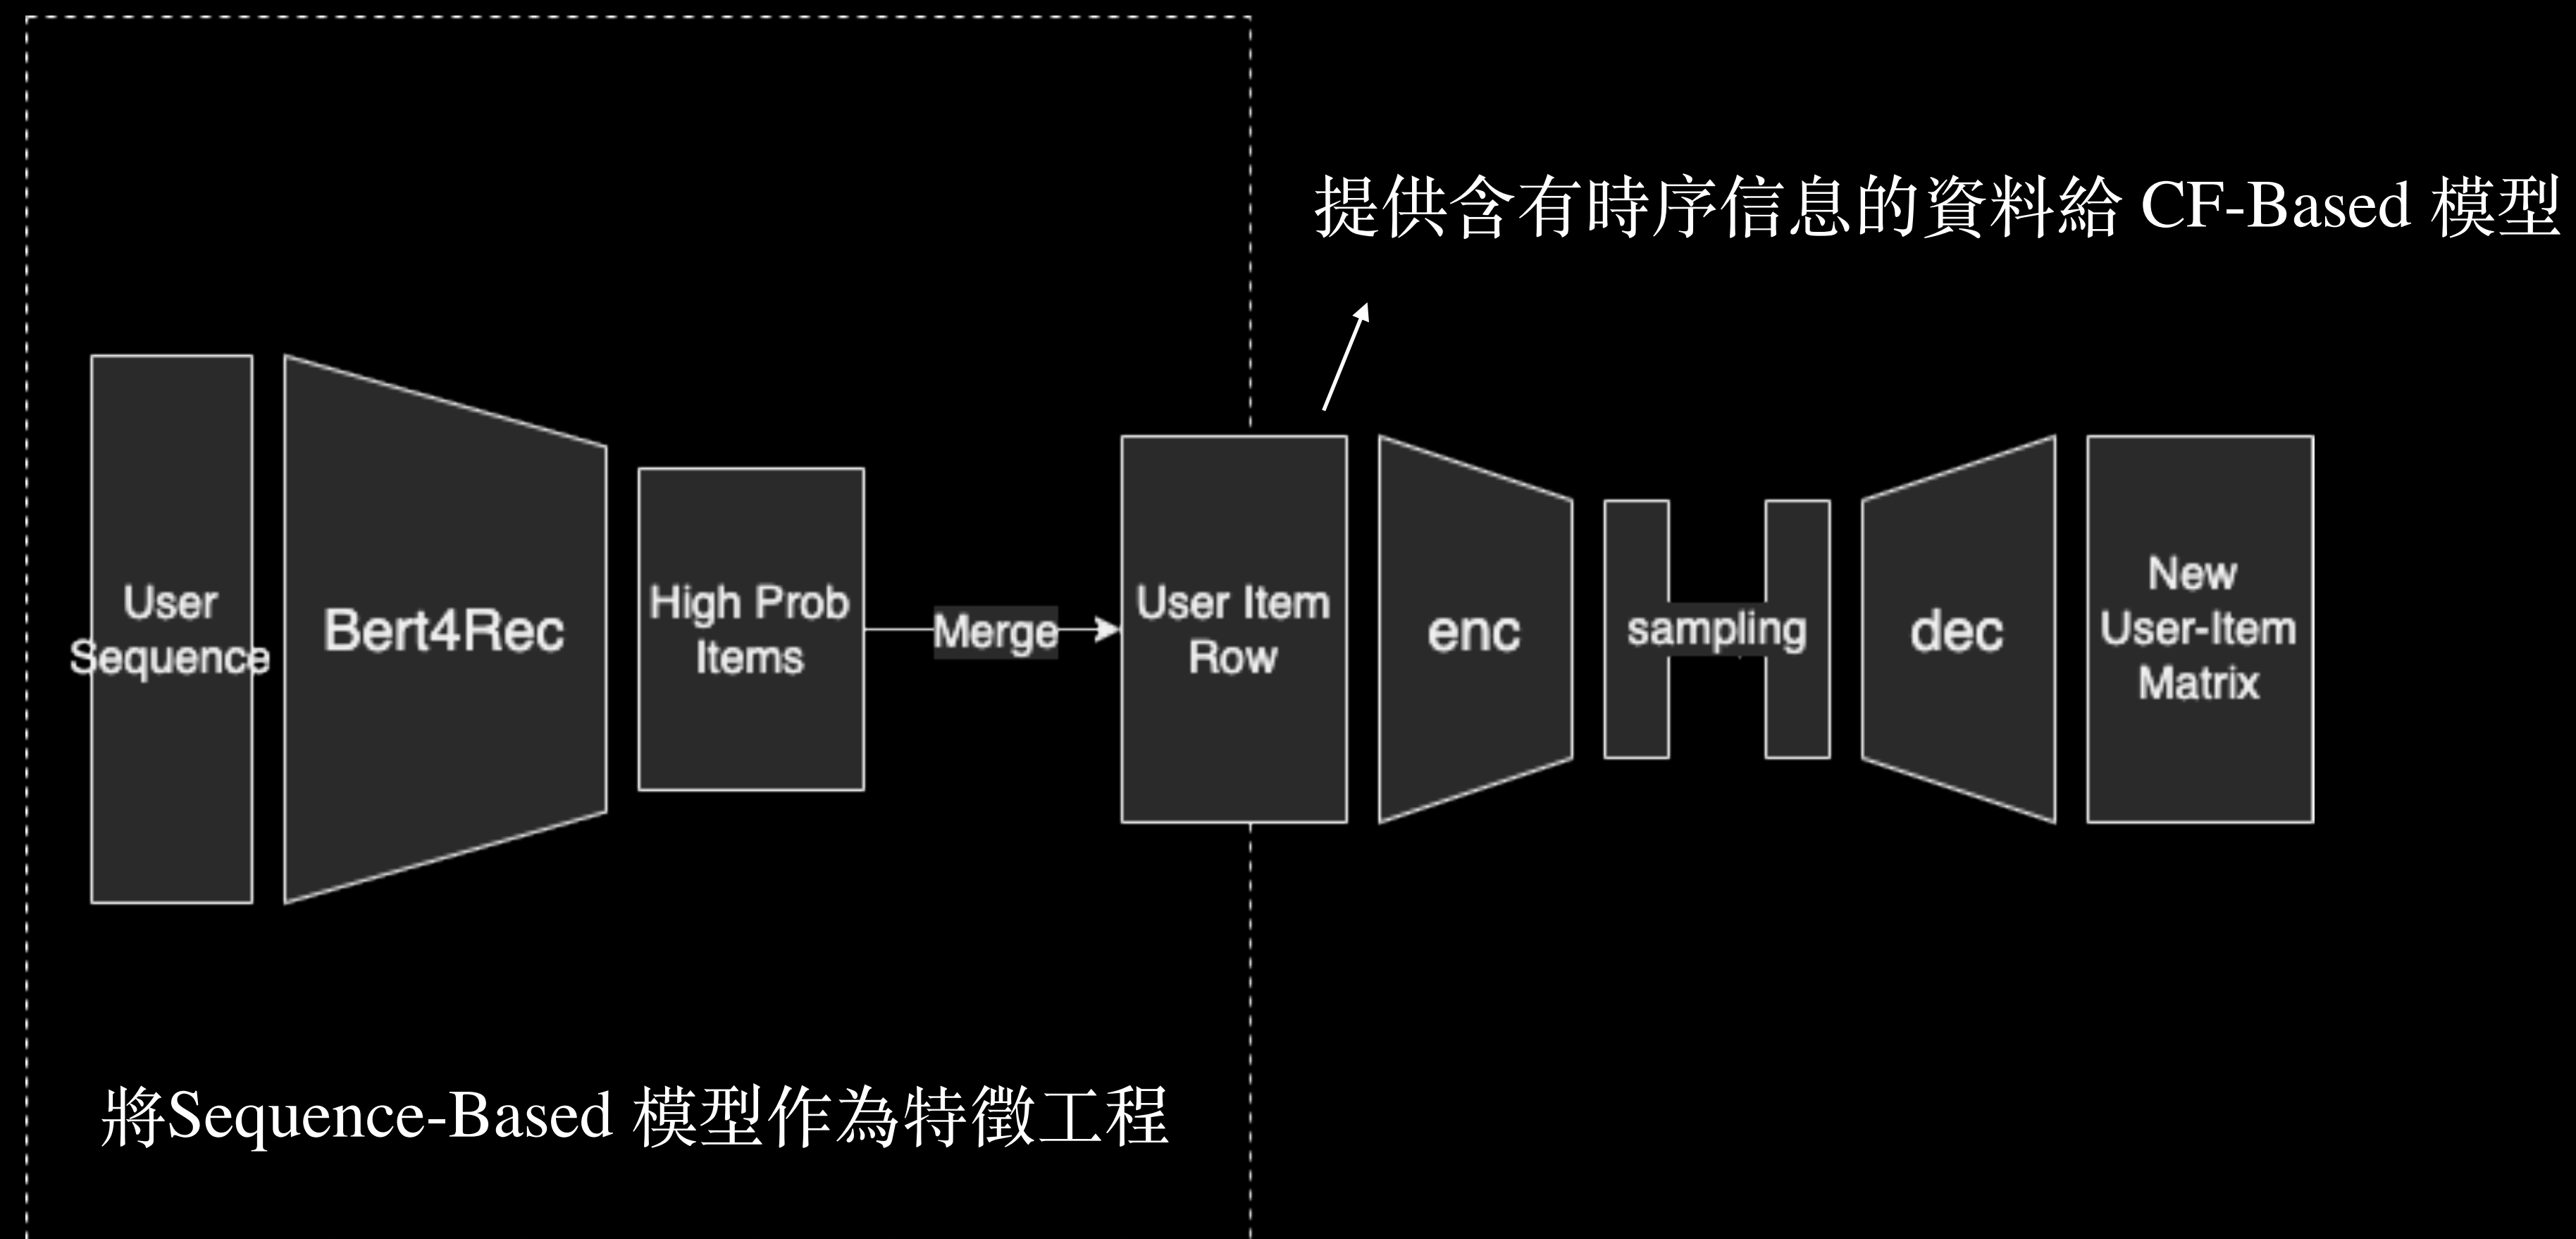 提供含有時序信息的資料給 CF-Based 模型
User
Sequence
Bert4Rec
High Prob
Items
Merge
User Item
Row
enc
sampling
dec
New
User-Item
Matrix
將Sequence-Based 模型作為特徵工程